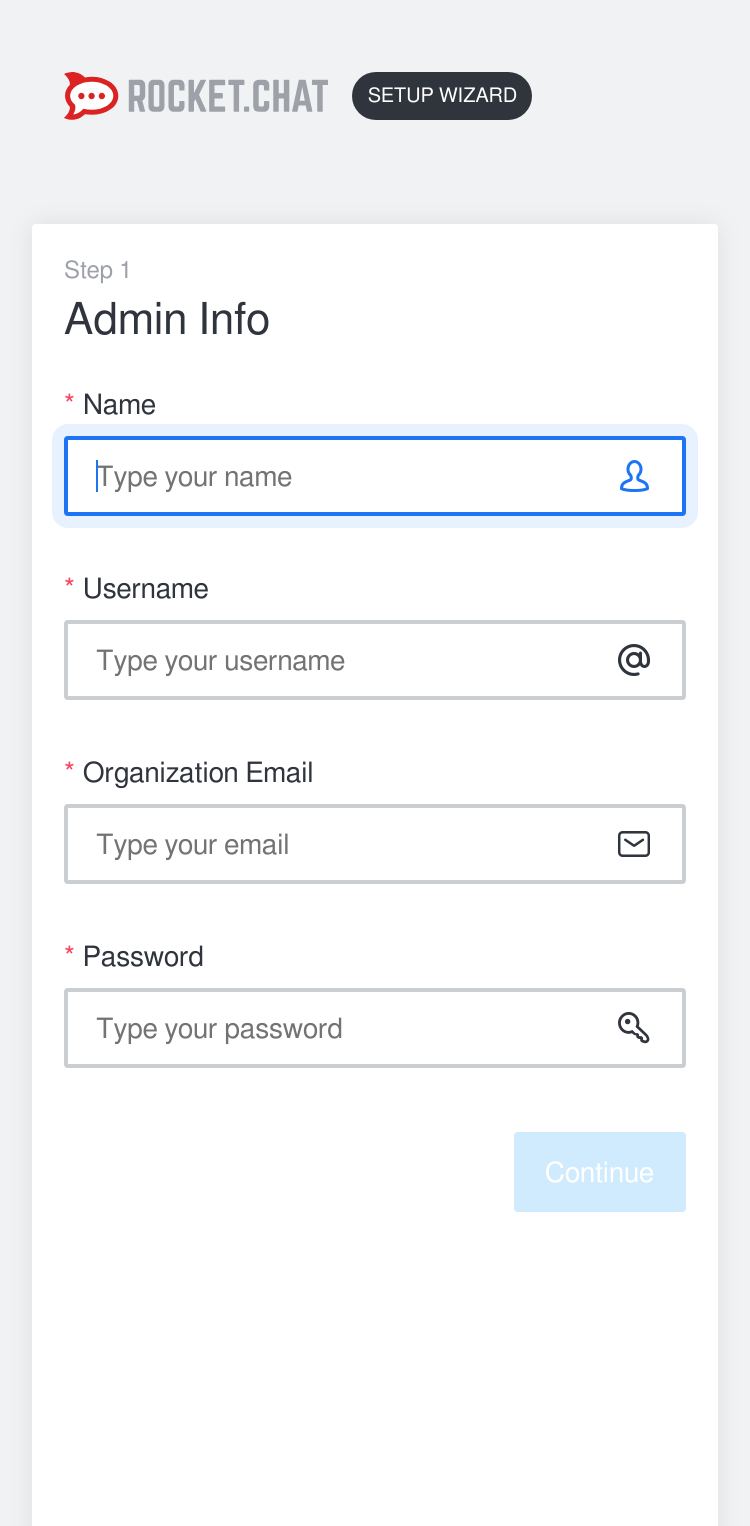 ROCKET.CHAT SETUP WIZARD
Step 1
Admin Info
* Name
Type your name
* Username
Type your username
* Organization Email
Type your email
* Password
Type your password
Continue